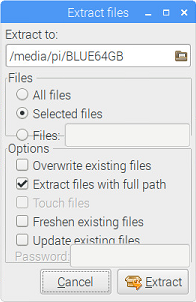 Extract files
Extract to:
/media/pi/BLUE64GB
Files
All files
Selected files
Files:
Options
Overwrite existing files
Extract files with full path
Touch files
Freshen existing files
Update existing files
Password:
Cancel
Extract